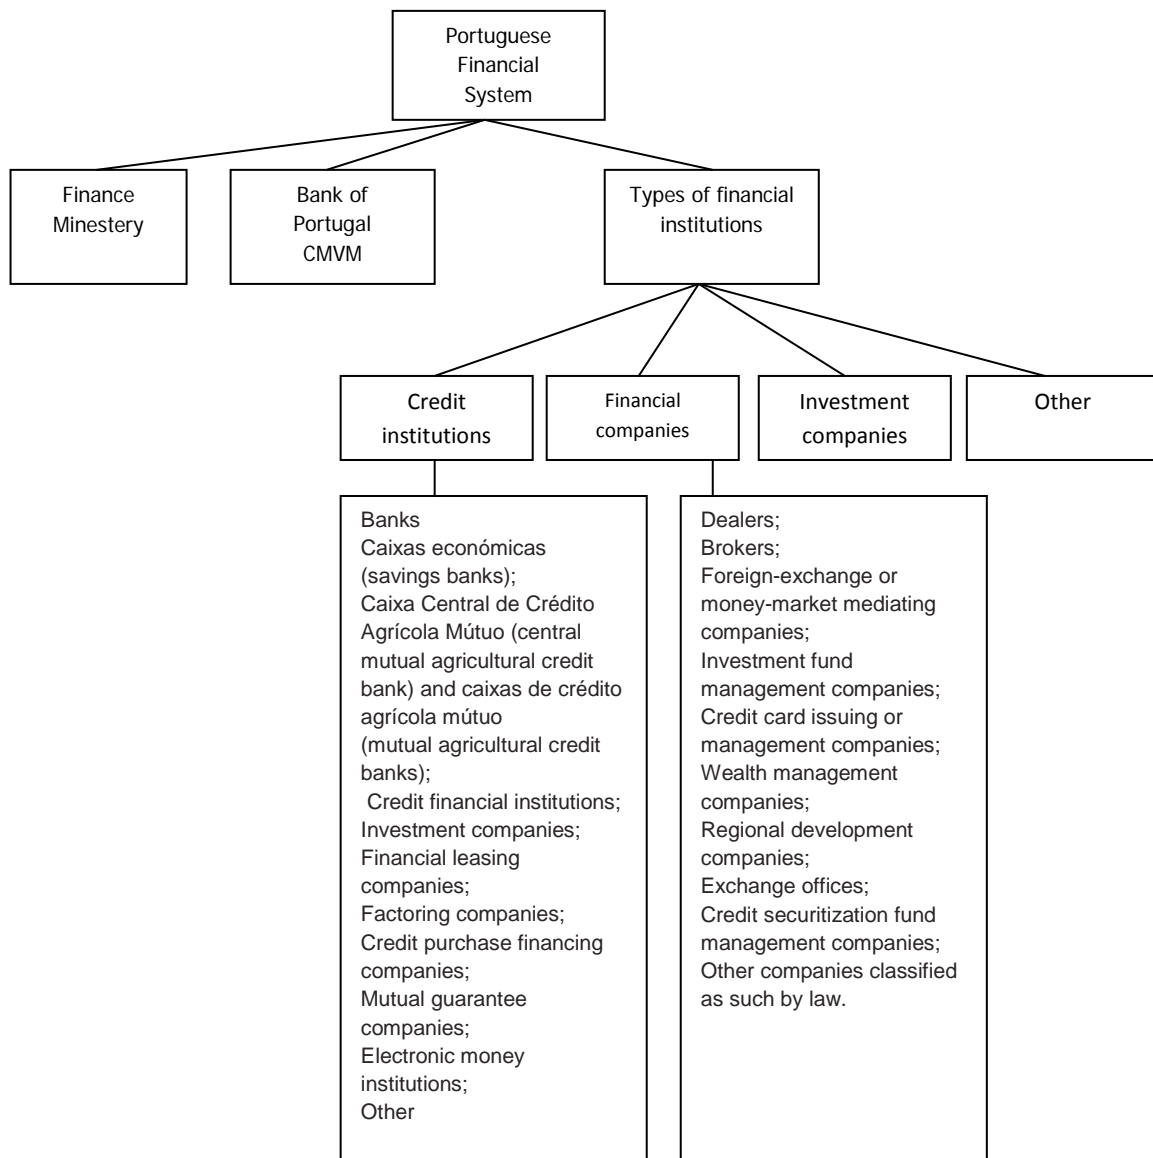 Portuguese
Financial
System
Finance
Minestery
Bank of
Portugal
CMVM
Types of financial
institutions
Credit
institutions
Financial
companies
Investment
companies
Other
Banks
Caixas económicas
(savings banks);
Caixa Central de Crédito
Agrícola Mútuo (central
mutual agricultural credit
bank) and caixas de crédito
agrícola mútuo
(mutual agricultural credit
banks);
Credit financial institutions;
Investment companies;
Financial leasing
companies;
Factoring companies;
Credit purchase financing
companies;
Mutual guarantee
companies;
Electronic money
institutions;
Other
Dealers;
Brokers;
Foreign-exchange or
money-market mediating
companies;
Investment fund
management companies;
Credit card issuing or
management companies;
Wealth management
companies;
Regional development
companies;
Exchange offices;
Credit securitization fund
management companies;
Other companies classified
as such by law.